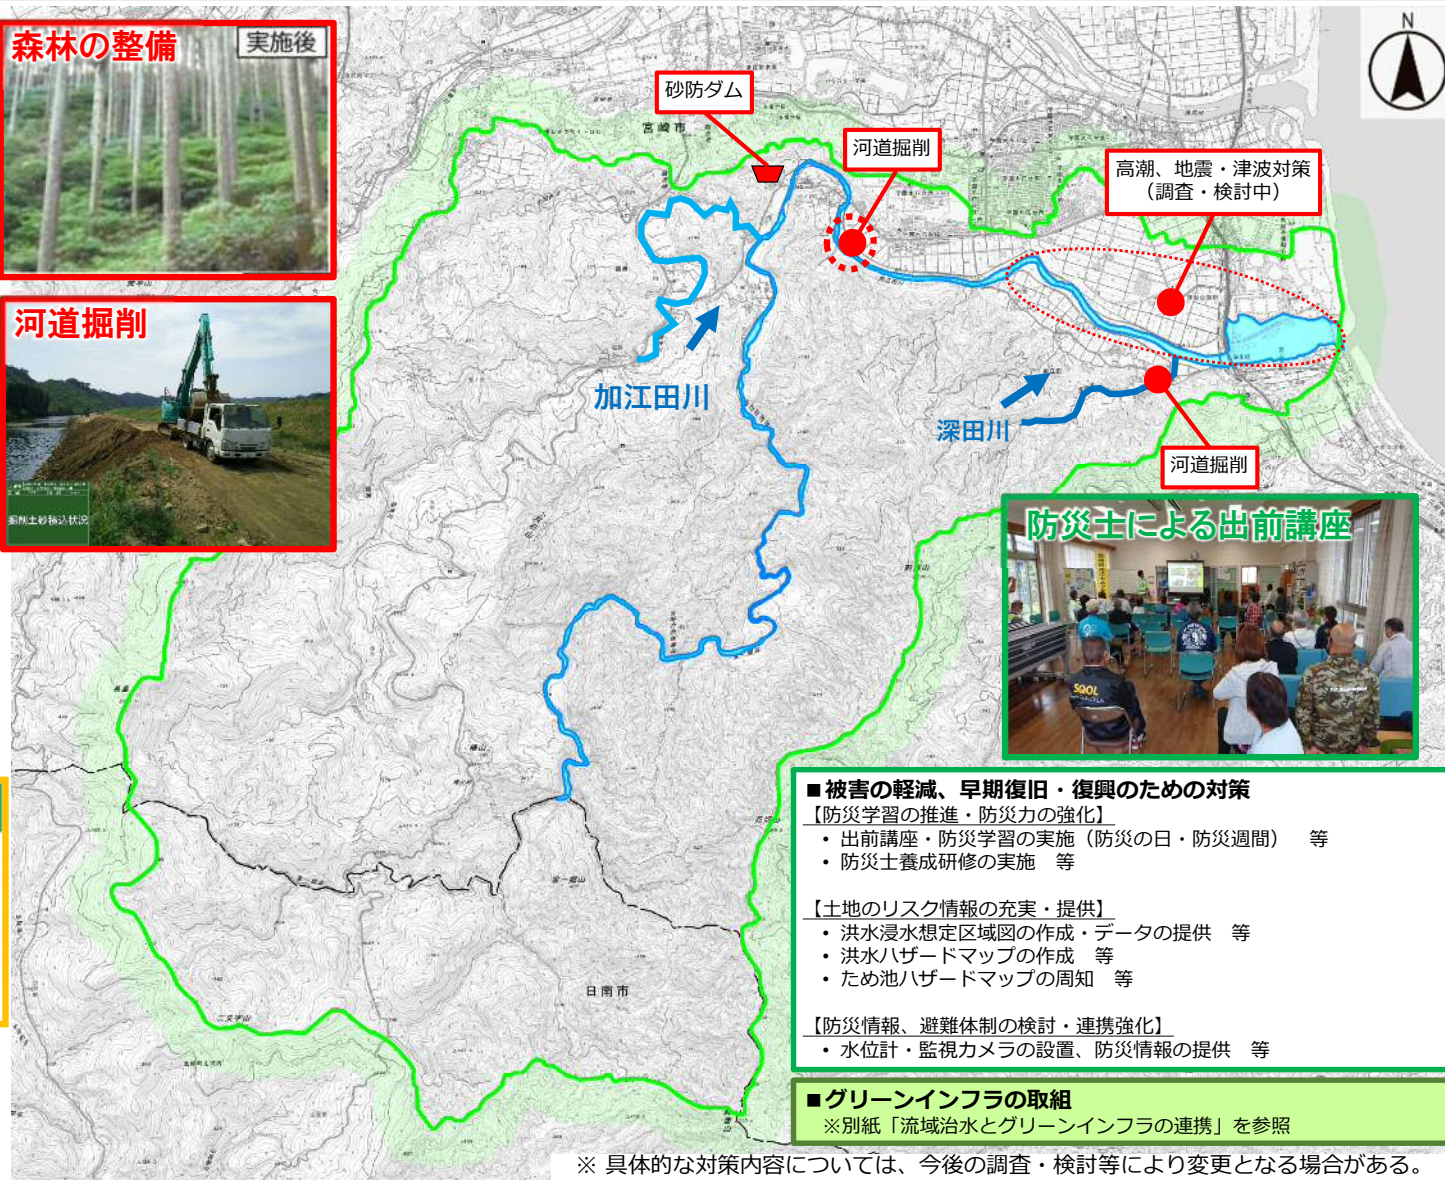 森林の整備
実施後
河道掘削
掘削土砂積込状況
砂防ダム
河道掘削
高潮、地震・津波対策
（調査・検討中）
N
宮崎市
加江田川
深田川
河道掘削
防災士による出前講座
SQOL
日南市
■被害の軽減、早期復旧・復興のための対策
【防災学習の推進・防災力の強化】
・ 出前講座・防災学習の実施（防災の日・防災週間） 等
・ 防災士養成研修の実施 等
【土地のリスク情報の充実・提供】
・ 洪水浸水想定区域図の作成・データの提供 等
・ 洪水ハザードマップの作成 等
・ ため池ハザードマップの周知 等
【防災情報、避難体制の検討・連携強化】
・ 水位計・監視カメラの設置、防災情報の提供 等
■グリーンインフラの取組
※別紙「流域治水とグリーンインフラの連携」を参照
※ 具体的な対策内容については、今後の調査・検討等により変更となる場合がある。